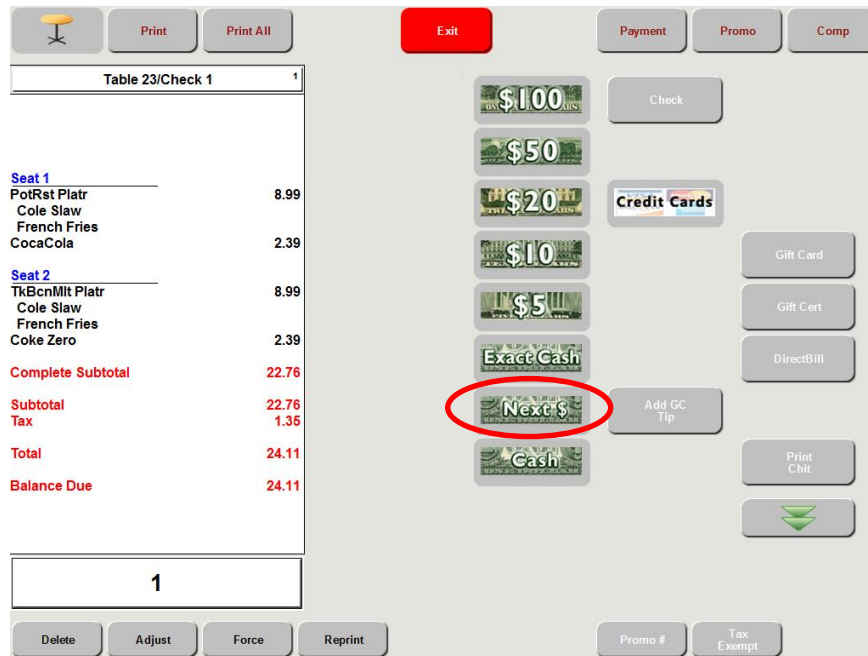 Print Print All Exit Payment Promo Comp
Table 23/Check 1 1
Seat 1
PotRst Platr 8.99
Cole Slaw
French Fries
CocaCola 2.39
Seat 2
TkBcnMlt Platr 8.99
Cole Slaw
French Fries
Coke Zero 2.39
Complete Subtotal 22.76
Subtotal 22.76
Tax 1.35
Total 24.11
Balance Due 24.11
1
$100
$50
$20
$10
$5
Exact Cash
Next $
Cash
Check
Credit Cards
Add GC
Tip
Gift Card
Gift Cert
DirectBill
Print
Chit
Delete Adjust Force Reprint Promo # Tax
Exempt